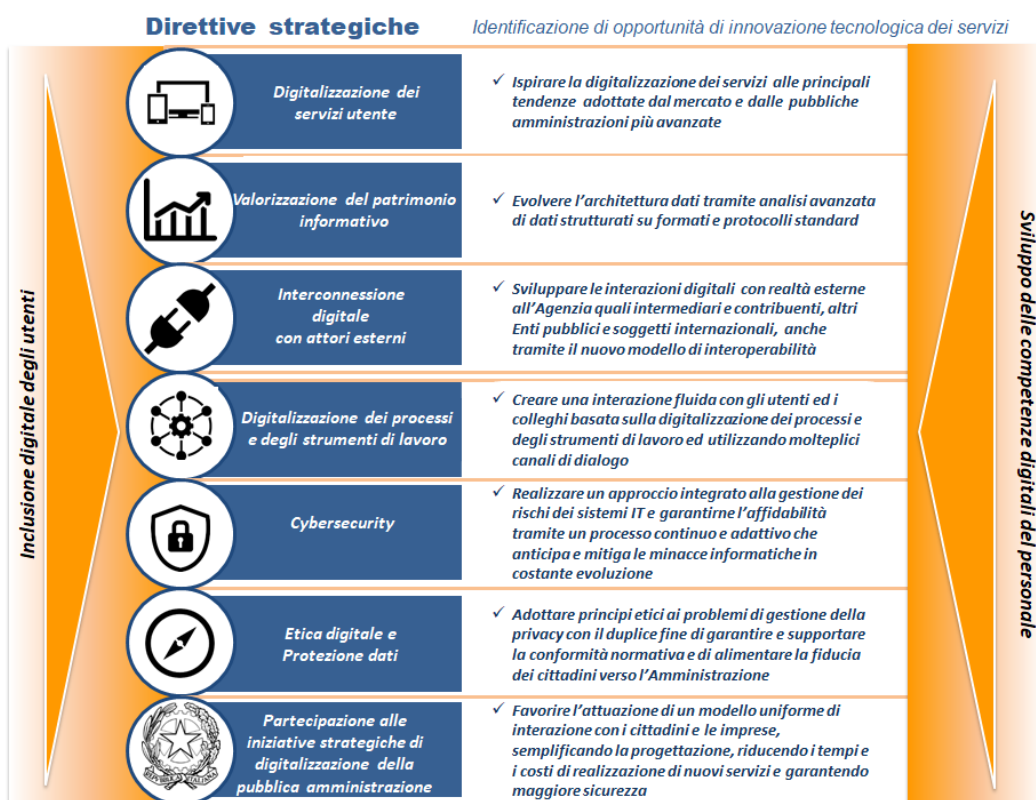 Direttive strategiche
Identificazione di opportunità di innovazione tecnologica dei servizi
Inclusione digitale degli utenti
Digitalizzazione dei
servizi utente
✓ Ispirare la digitalizzazione dei servizi alle principali
tendenze adottate dal mercato e dalle pubbliche
amministrazioni più avanzate
Valorizzazione del patrimonio
informativo
✓ Evolvere l'architettura dati tramite analisi avanzata
di dati strutturati su formati e protocolli standard
Interconnessione
digitale
con attori esterni
✓ Sviluppare le interazioni digitali con realtà esterne
all'Agenzia quali intermediari e contribuenti, altri
Enti pubblici e soggetti internazionali, anche
tramite il nuovo modello di interoperabilità
Digitalizzazione dei processi
e degli strumenti di lavoro
✓ Creare una interazione fluida con gli utenti ed i
colleghi basata sulla digitalizzazione dei processi e
degli strumenti di lavoro ed utilizzando molteplici
canali di dialogo
Cybersecurity
✓ Realizzare un approccio integrato alla gestione dei
rischi dei sistemi IT e garantirne l'affidabilità
tramite un processo continuo e adattivo che
anticipa e mitiga le minacce informatiche in
costante evoluzione
Etica digitale e
Protezione dati
✓ Adottare principi etici ai problemi di gestione della
privacy con il duplice fine di garantire e supportare
la conformità normativa e di alimentare la fiducia
dei cittadini verso l'Amministrazione
REPVBBLICA ITALIANA
Partecipazione alle
iniziative strategiche di
digitalizzazione della
pubblica amministrazione
✓ Favorire l'attuazione di un modello uniforme di
interazione con i cittadini e le imprese,
semplificando la progettazione, riducendo i tempi e
i costi di realizzazione di nuovi servizi e garantendo
maggiore sicurezza
Sviluppo delle competenze digitali del personale